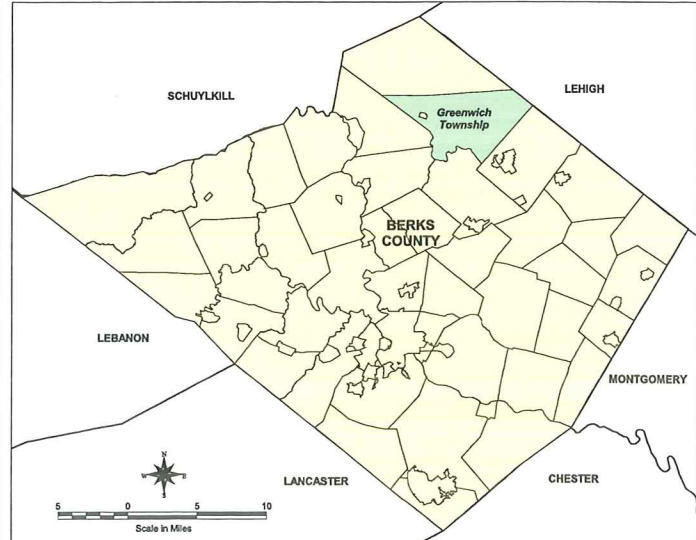 SCHUYLKILL
LEHIGH
Greenwich
Township
BERKS
COUNTY
LEBANON
MONTGOMERY
LANCASTER
CHESTER
N
W E
S
5 0 5 10
Scale in Miles